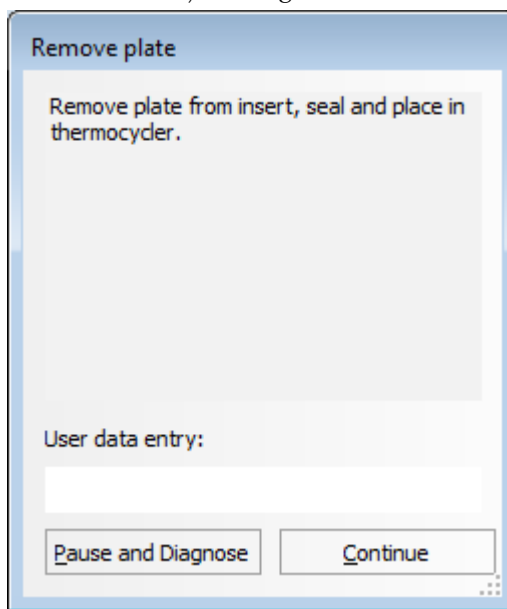 Remove plate
Remove plate from insert, seal and place in
thermocycler.
User data entry:
Pause and Diagnose
Continue